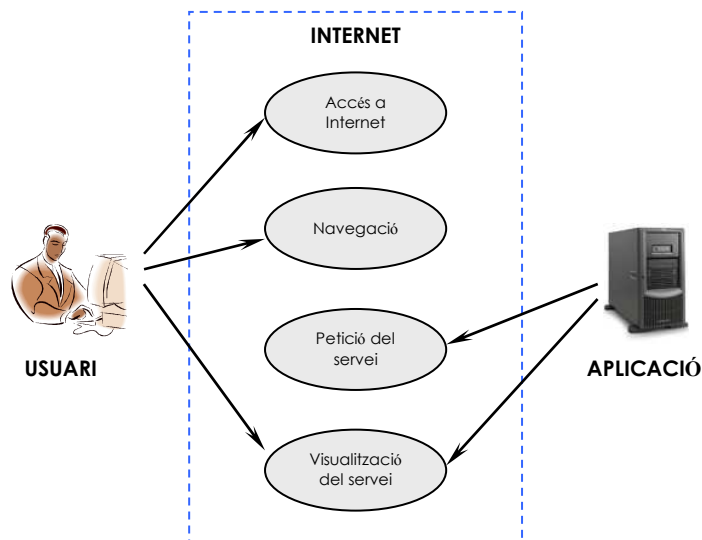 INTERNET
Accés a
Internet
Navegació
Petició del
servei
USUARI
APLICACIÓ
Visualització
del servei